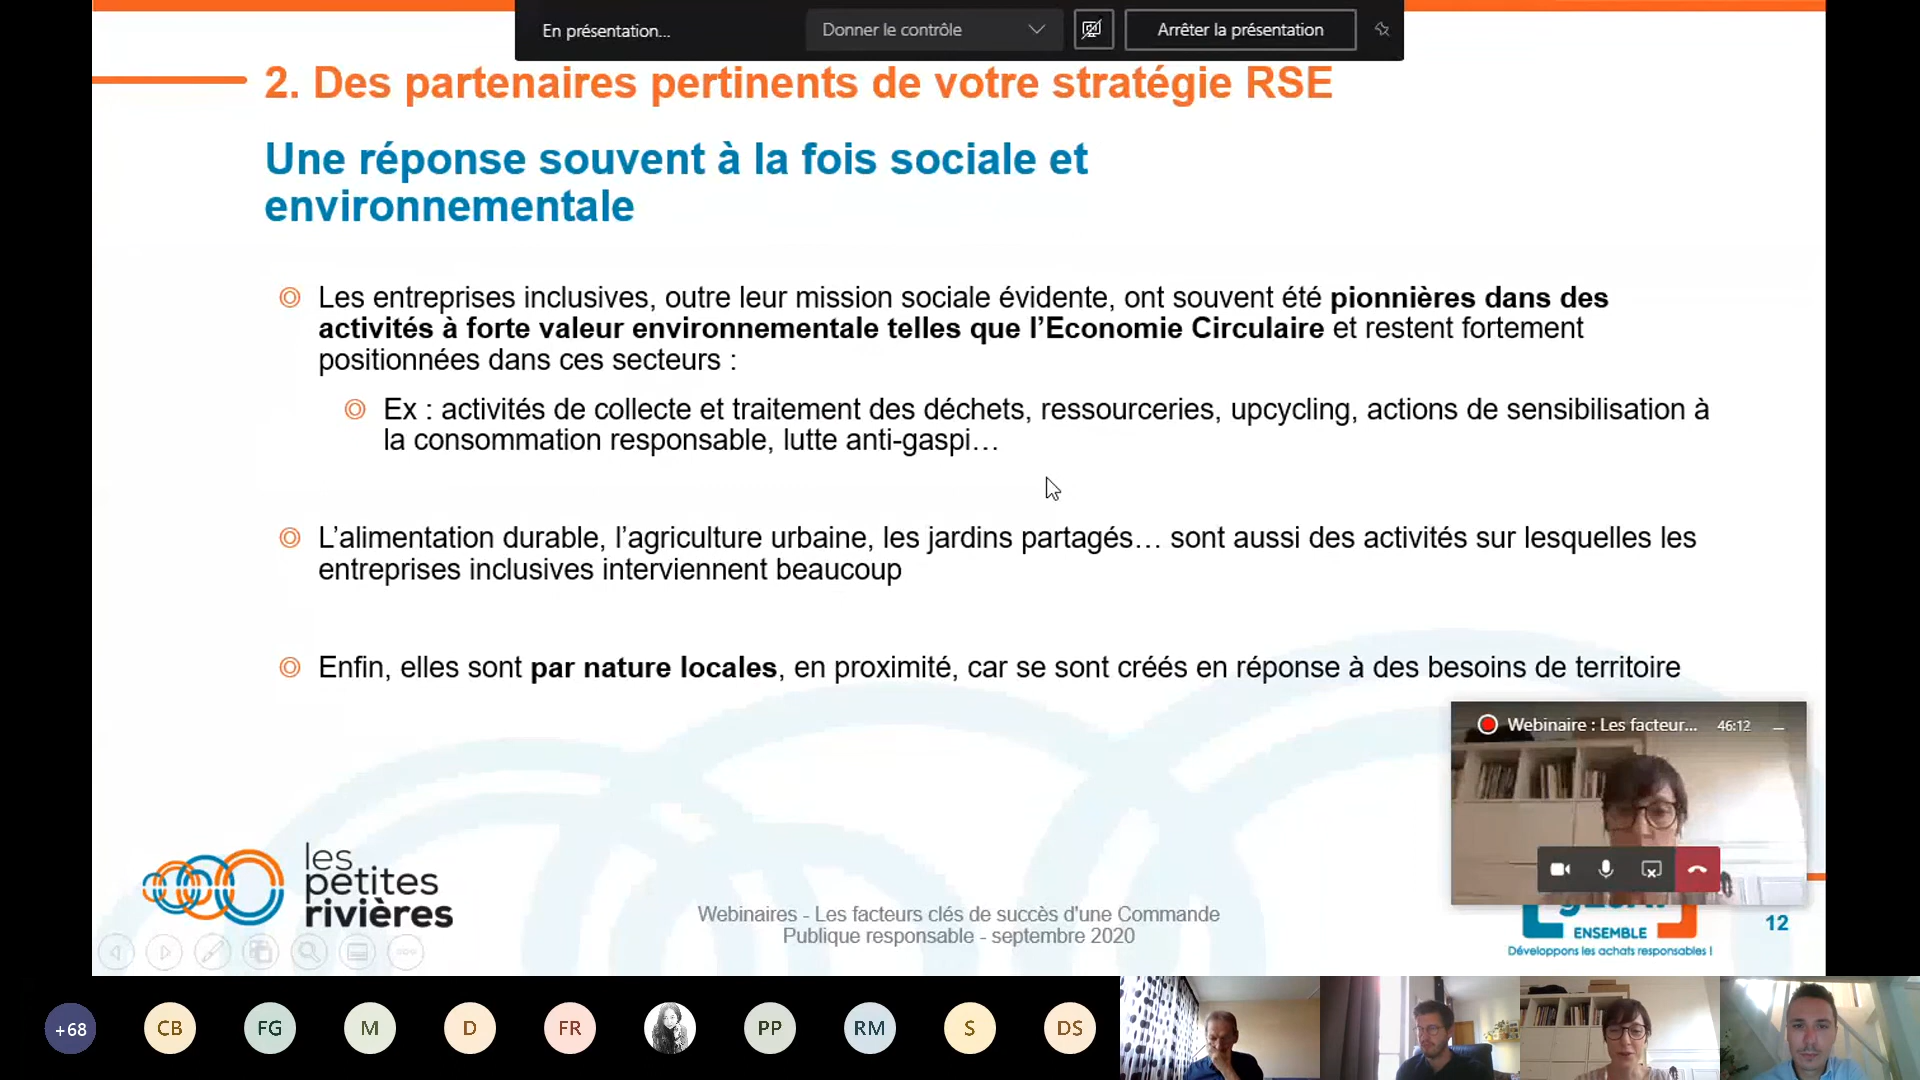 En présentation...
Donner le contrôle
Arrêter la présentation
2. Des partenaires pertinents de votre stratégie RSE
Une réponse souvent à la fois sociale et
environnementale
Les entreprises inclusives, outre leur mission sociale évidente, ont souvent été pionnières dans des
activités à forte valeur environnementale telles que l’Economie Circulaire et restent fortement
positionnées dans ces secteurs :
Ex : activités de collecte et traitement des déchets, ressourceries, upcycling, actions de sensibilisation à
la consommation responsable, lutte anti-gaspi…
L’alimentation durable, l’agriculture urbaine, les jardins partagés… sont aussi des activités sur lesquelles les
entreprises inclusives interviennent beaucoup
Enfin, elles sont par nature locales, en proximité, car se sont créés en réponse à des besoins de territoire
Webinaire : Les facteur... 46:12
les
petites
rivières
Webinaires - Les facteurs clés de succès d'une Commande
Publique responsable - septembre 2020
ENSEMBLE
Développons les achats responsables !
12
+68
CB
FG
M
D
FR
PP
RM
S
DS